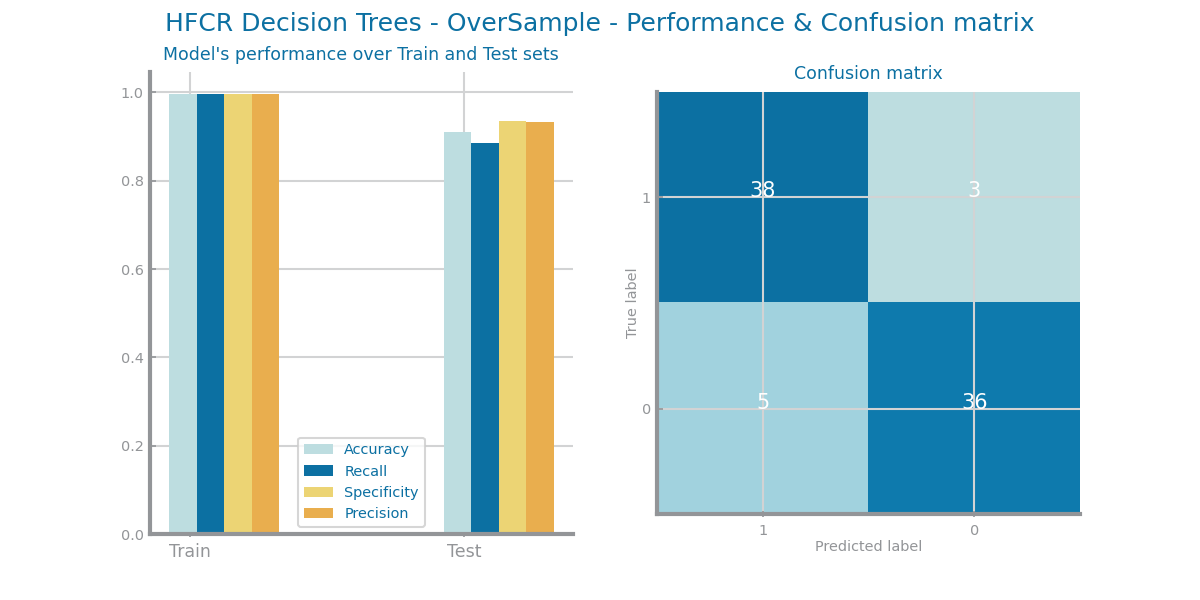 HFCR Decision Trees - OverSample - Performance & Confusion matrix
Model's performance over Train and Test sets
1.0
0.8
0.6
0.4
0.2
0.0
Train
Test
Accuracy
Recall
Specificity
Precision
Confusion matrix
True label
1
0
38
3
5
36
1
0
Predicted label